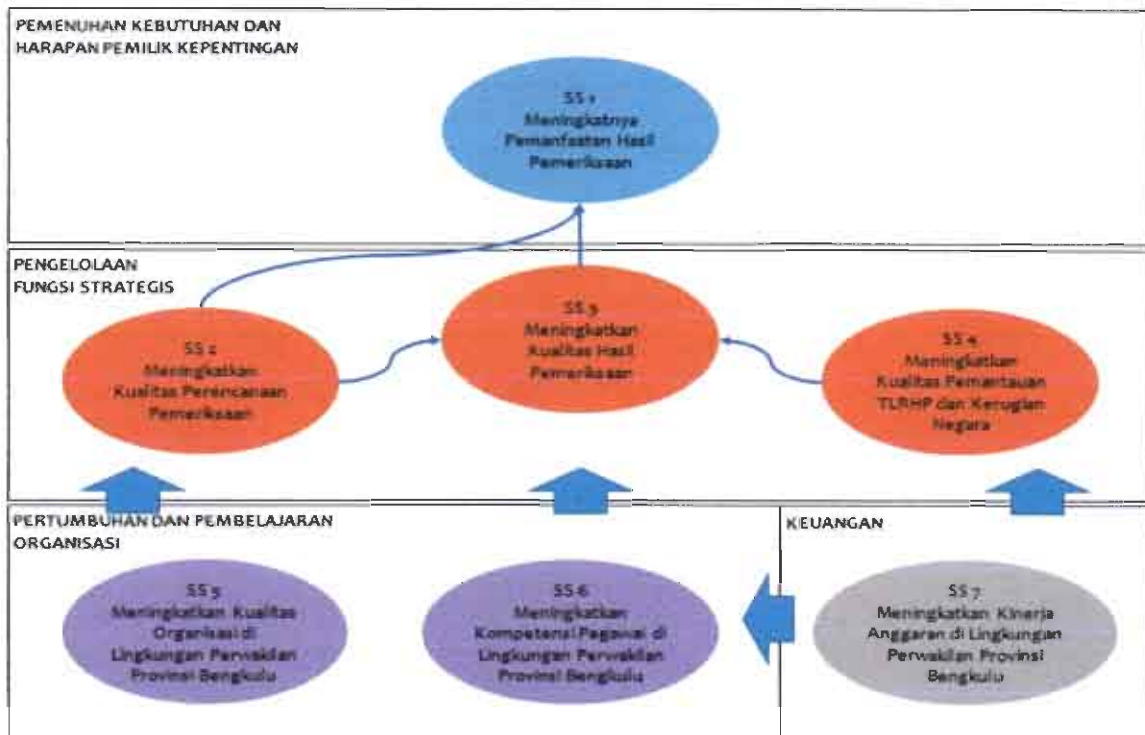 PEMENUHAN KEBUTUHAN DAN
HARAPAN PEMILIK KEPENTINGAN
SS 1
Meningkatnya
Pemanfaatan Hasil
Pemeriksaan
PENGELOLAAN
FUNGSI STRATEGIS
SS 2
Meningkatkan
Kualitas Perencanaan
Pemeriksaan
SS 3
Meningkatkan
Kualitas Hasil
Pemeriksaan
SS 4
Meningkatkan
Kualitas Pemantauan
TLRHP dan Kerugian
Negara
PERTUMBUHAN DAN PEMBELAJARAN
ORGANISASI
SS 5
Meningkatkan Kualitas
Organisasi di
Lingkungan Perwakilan
Provinsi Bengkulu
SS 6
Meningkatkan
Kompetensi Pegawai di
Lingkungan Perwakilan
Provinsi Bengkulu
KEUANGAN
SS 7
Meningkatkan Kinerja
Anggaran di Lingkungan
Perwakilan Provinsi
Bengkulu